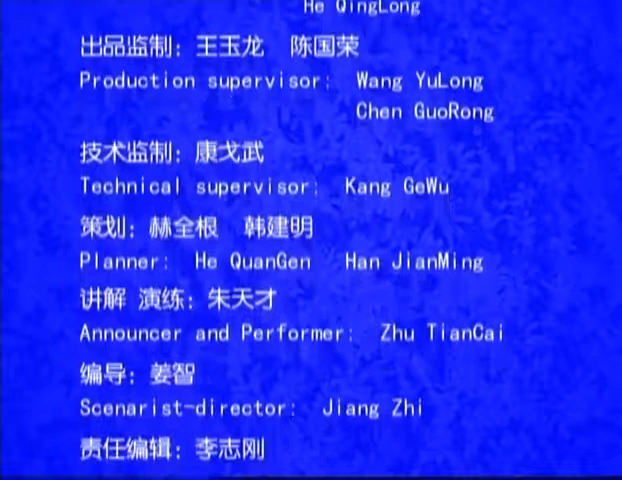 He QingLong
出品监制：王玉龙 陈国荣
Production supervisor: Wang YuLong
Chen GuoRong
技术监制：康戈武
Technical supervisor: Kang GeWu
策划：赫全根 韩建明
Planner: He QuanGen Han JianMing
讲解 演练：朱天才
Announcer and Performer: Zhu TianCai
编导：姜智
Scenarist-director: Jiang Zhi
责任编辑：李志刚